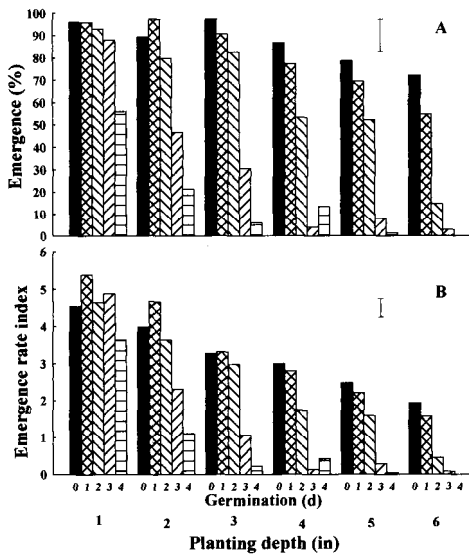 A
Emergence (%)
100
90
80
70
60
50
40
30
20
10
0
B
Emergence rate index
6
5
4
3
2
1
0
0 1 2 3 4 0 1 2 3 4 0 1 2 3 4 0 1 2 3 4 0 1 2 3 4 0 1 2 3 4
Germination (d)
1 2 3 4 5 6
Planting depth (in)